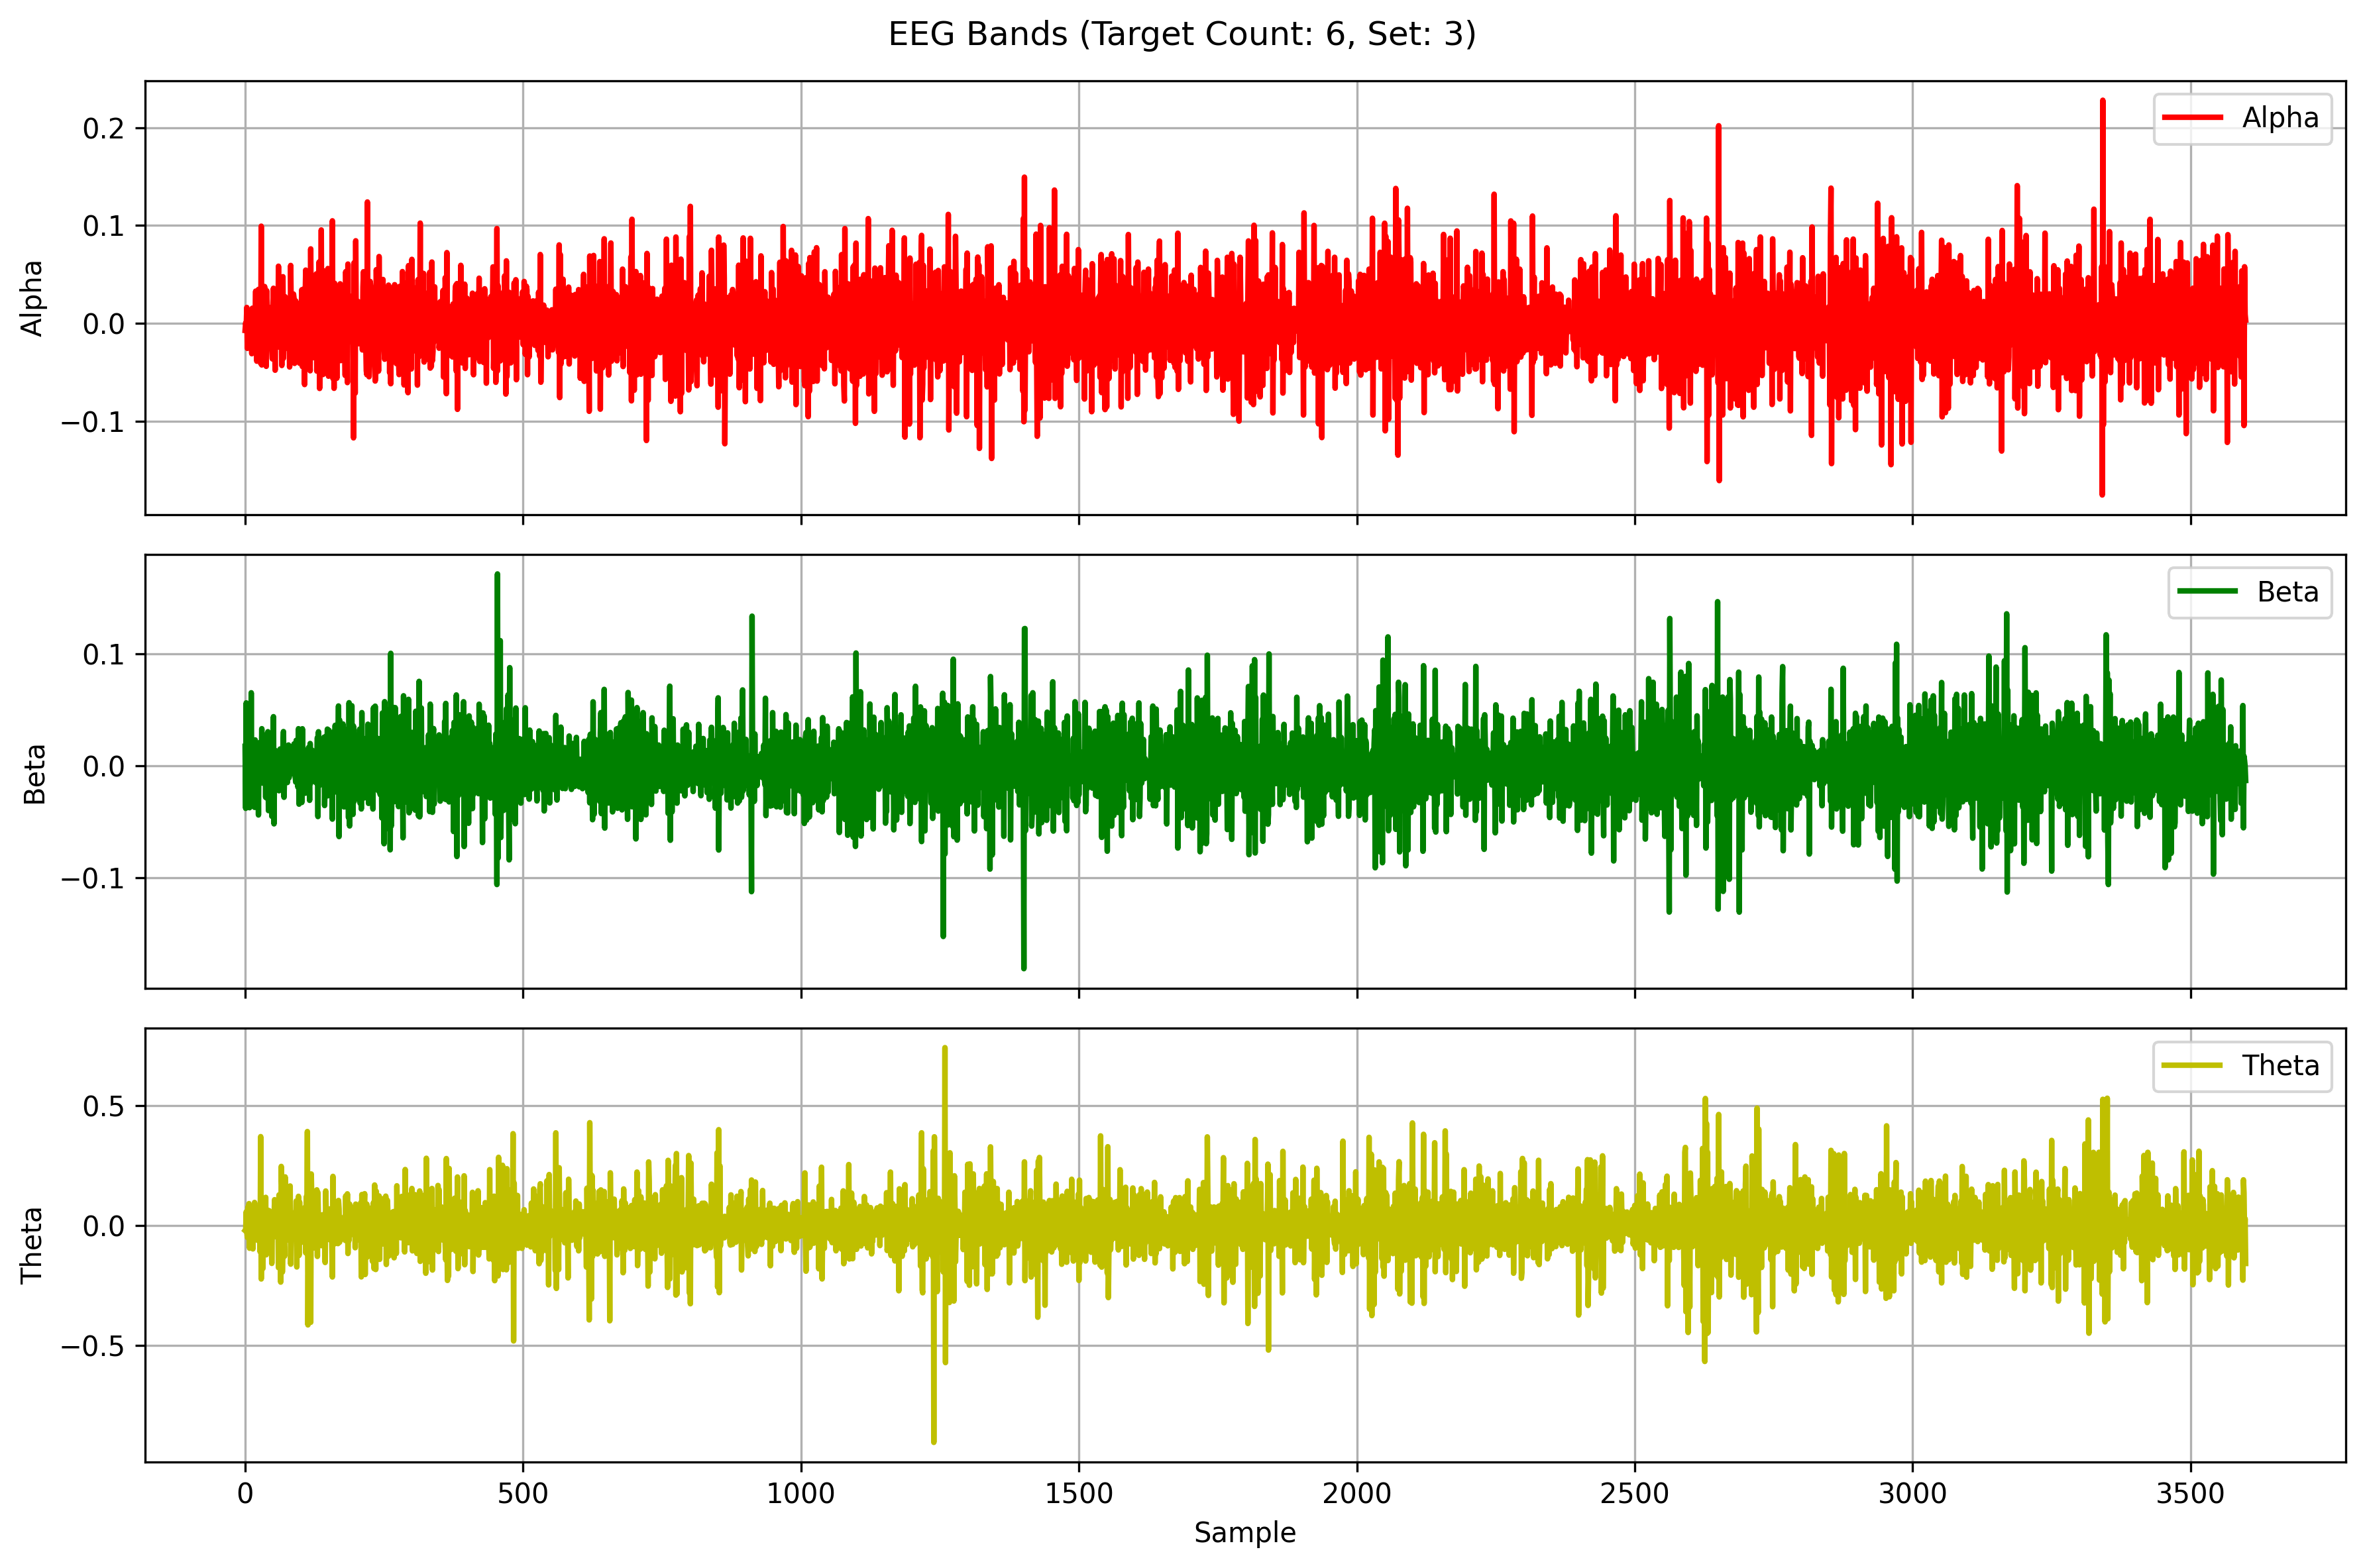 EEG Bands (Target Count: 6, Set: 3)
Alpha
0.2
0.1
0.0
−0.1
Alpha
Beta
0.1
0.0
−0.1
Beta
Theta
0.5
0.0
−0.5
Theta
0 500 1000 1500 2000 2500 3000 3500
Sample